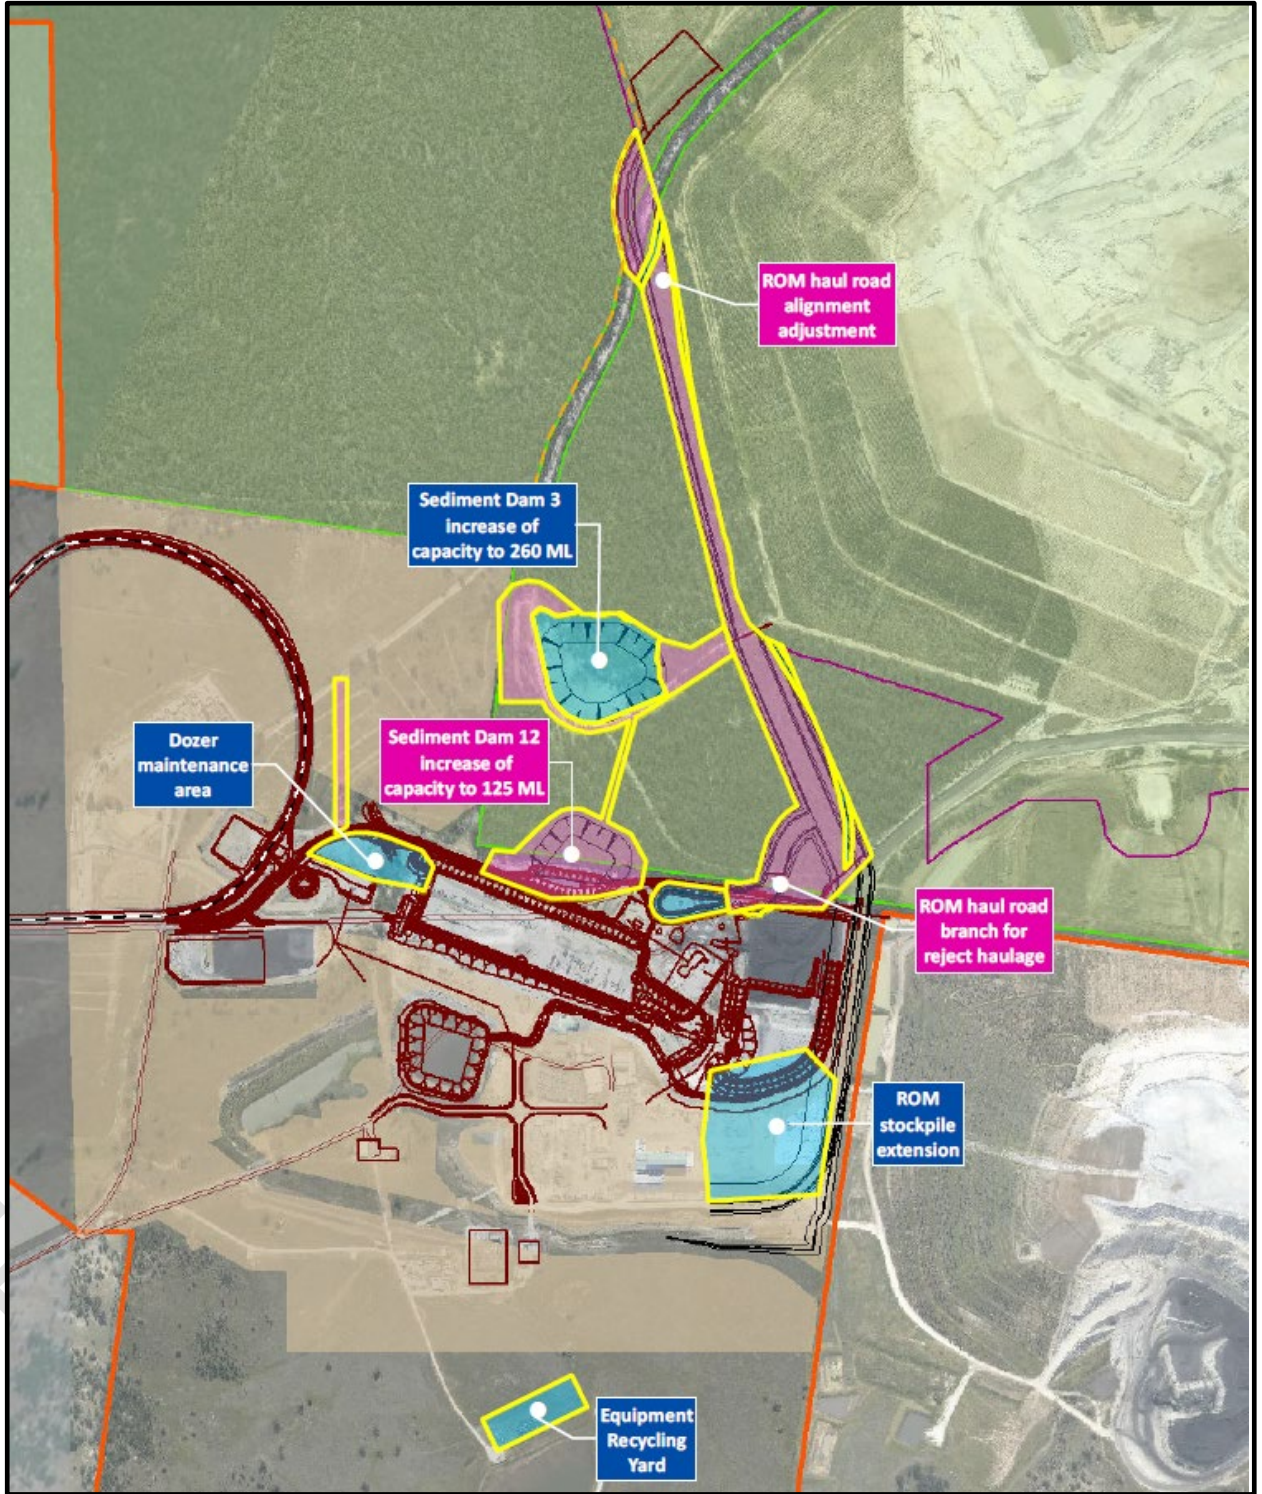 ROM haul road
alignment
adjustment
Sediment Dam 3
increase of
capacity to 260 ML
Dozer
maintenance
area
Sediment Dam 12
increase of
capacity to 125 ML
ROM haul road
branch for
reject haulage
ROM
stockpile
extension
Equipment
Recycling
Yard